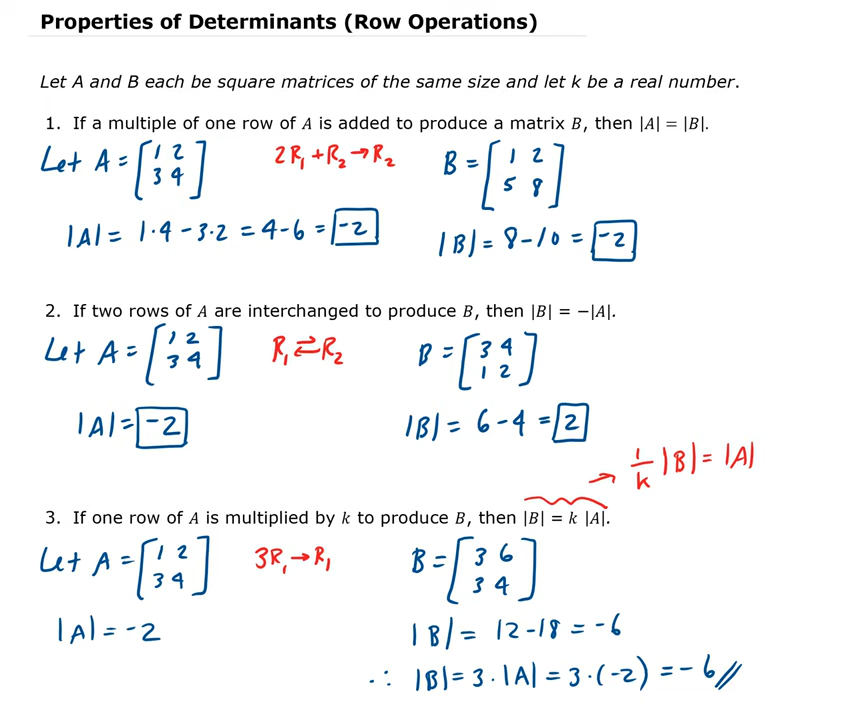 Properties of Determinants (Row Operations)
Let A and B each be square matrices of the same size and let k be a real number.
1. If a multiple of one row of A is added to produce a matrix B, then |A| = |B|.
Let A = [1 2
3 4] 2R₁ + R₂ → R₂ B = [1 2
5 8]
|A| = 1·4 − 3·2 = 4−6 = −2 |B| = 8−10 = −2
2. If two rows of A are interchanged to produce B, then |B| = −|A|.
Let A = [1 2
3 4] R₁ ⇄ R₂ B = [3 4
1 2]
|A| = −2 |B| = 6−4 = 2
→ 1/k |B| = |A|
3. If one row of A is multiplied by k to produce B, then |B| = k |A|.
Let A = [1 2
3 4] 3R₁ → R₁ B = [3 6
3 4]
|A| = −2 |B| = 12−18 = −6
∴ |B| = 3·|A| = 3·(−2) = −6 //